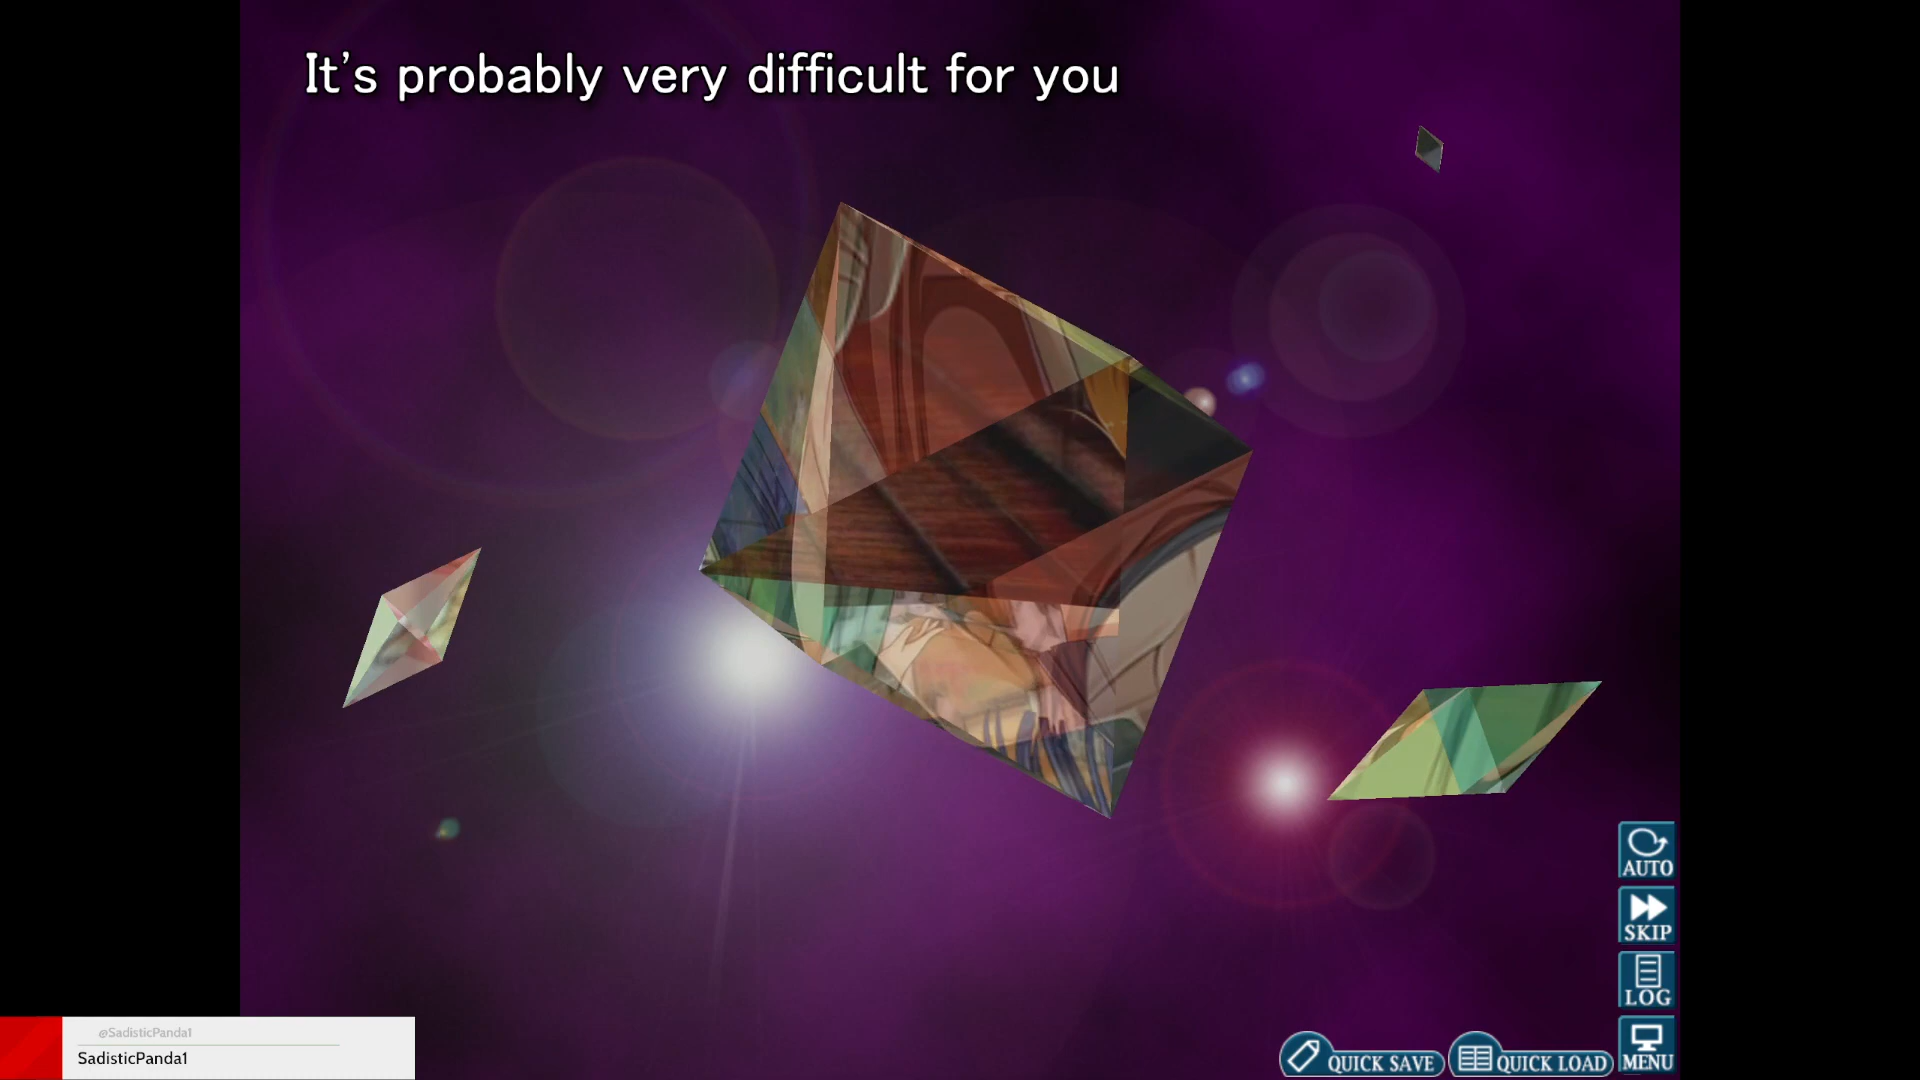 It's probably very difficult for you
AUTO
SKIP
LOG
MENU
QUICK SAVE
QUICK LOAD
@SadisticPanda1
SadisticPanda1